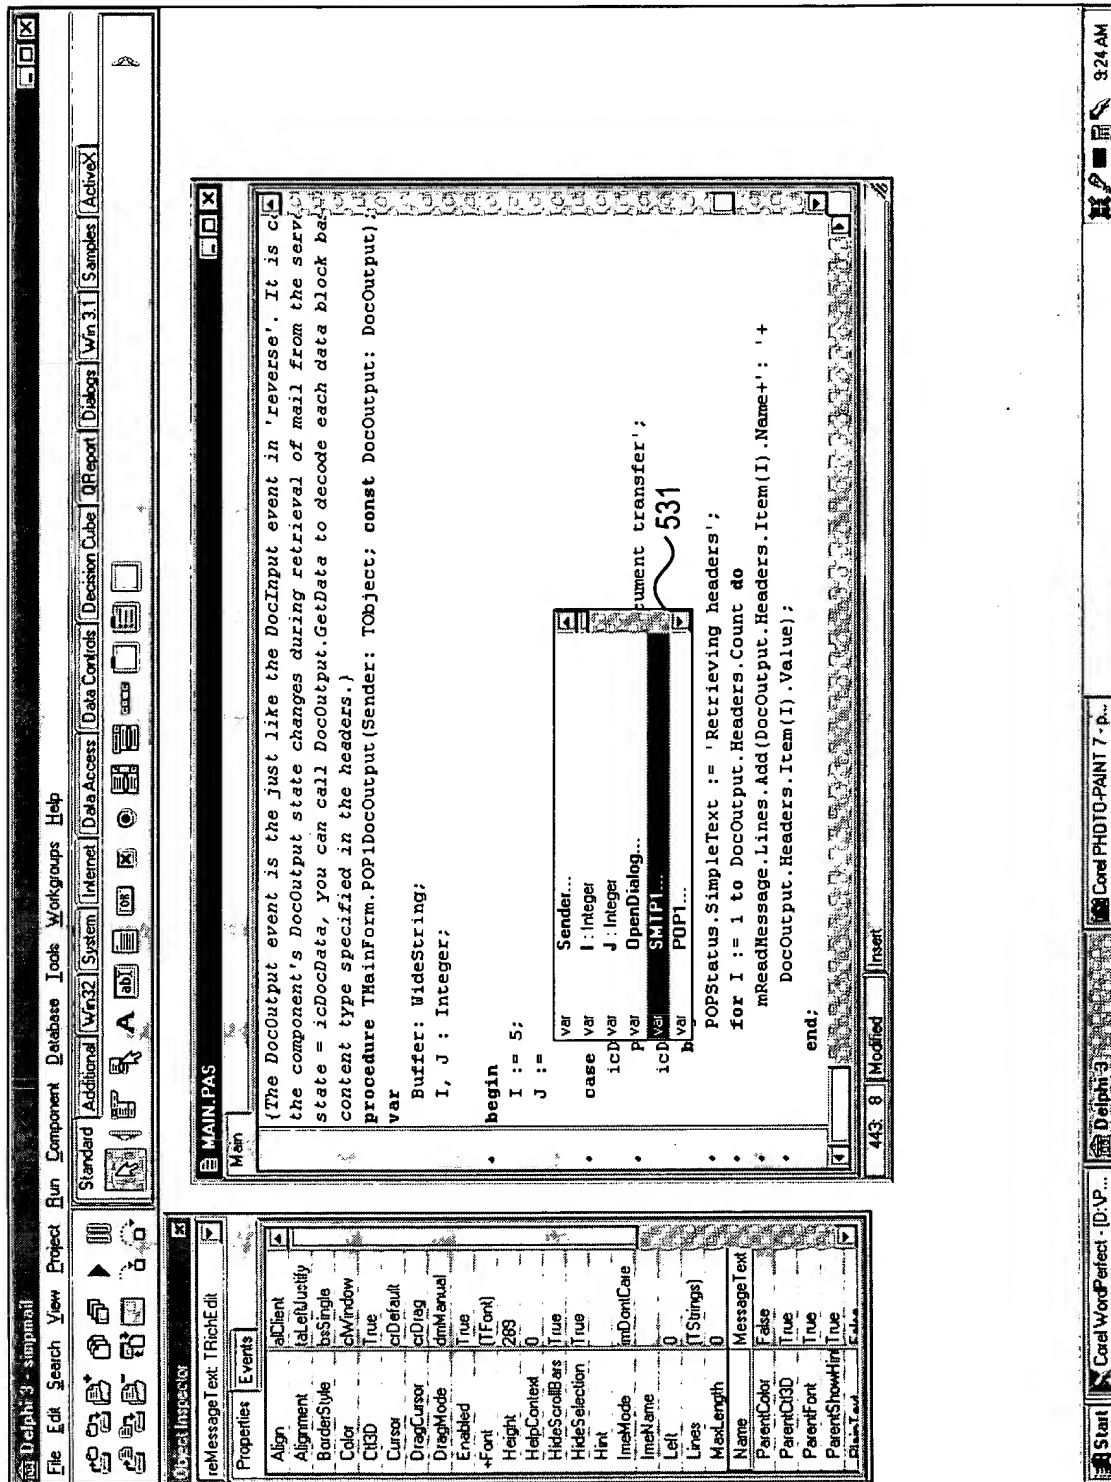 Delphi 3 - simpmail
File Edit Search View Project Run Component Database Tools Workgroups Help
Standard Additional Win32 System Internet Data Access Data Controls Decision Cube QReport Dialogs Win 3.1 Samples ActiveX
Object Inspector
reMessageText: TRichEdit
Properties Events
Align alClient
Alignment taLeftJustify
BorderStyle bsSingle
Color clWindow
Ctl3D True
Cursor crDefault
DragCursor crDrag
DragMode dmManual
Enabled True
+Font (TFont)
Height 289
HelpContext 0
HideScrollBars True
HideSelection True
Hint
ImeMode imDontCare
ImeName
Left 0
Lines (TStrings)
MaxLength 0
Name MessageText
ParentColor False
ParentCtl3D True
ParentFont True
ParentShowHint True
PlainText False
MAIN.PAS
Main
{The DocOutput event is the just like the DocInput event in 'reverse'. It is c
the component's DocOutput state changes during retrieval of mail from the serve
state = icDocData, you can call DocOutput.GetData to decode each data block bas
content type specified in the headers.}
procedure TMainForm.POP1DocOutput(Sender: TObject; const DocOutput: DocOutput)
var
Buffer: WideString;
I, J : Integer;
begin
I := 5;
J :=
var Sender...
case var I : Integer
icD var J : Integer
p var OpenDialog... cument transfer';
icD var SMTP1... 531
b var POP1...
POPStatus.SimpleText := 'Retrieving headers';
for I := 1 to DocOutput.Headers.Count do
mReadMessage.Lines.Add(DocOutput.Headers.Item(I).Name+': '+
DocOutput.Headers.Item(I).Value);
end;
443: 8 Modified Insert
Start Corel WordPerfect - [D:\P... Delphi 3 Corel PHOTO-PAINT 7 - p... 9:24 AM